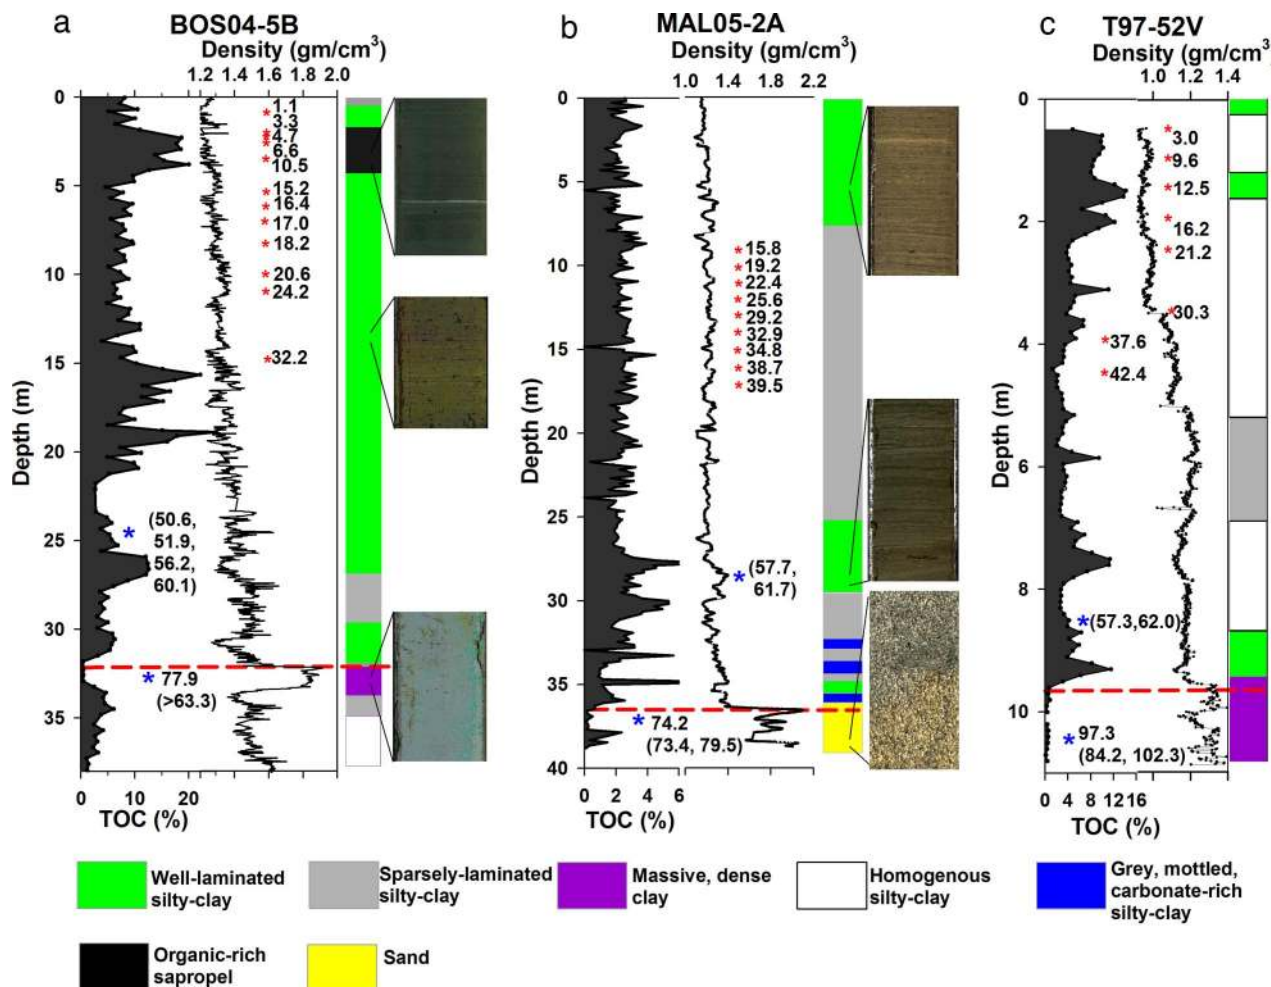 a
BOS04-5B
Density (gm/cm³)
1.2 1.4 1.6 1.8 2.0
0
5
10
15
20
25
30
35
Depth (m)
*1.1
*3.3
*4.7
*6.6
*10.5
*15.2
*16.4
*17.0
*18.2
*20.6
*24.2
*32.2
* (50.6,
51.9,
56.2,
60.1)
* 77.9
(>63.3)
0 10 20
TOC (%)
b
MAL05-2A
Density (gm/cm³)
1.0 1.4 1.8 2.2
0
5
10
15
20
25
30
35
40
Depth (m)
*15.8
*19.2
*22.4
*25.6
*29.2
*32.9
*34.8
*38.7
*39.5
* (57.7,
61.7)
* 74.2
(73.4, 79.5)
0 2 4 6
TOC (%)
c
T97-52V
Density (gm/cm³)
1.0 1.2 1.4
0
2
4
6
8
10
Depth (m)
*3.0
*9.6
*12.5
*16.2
*21.2
*30.3
*37.6
*42.4
*(57.3,62.0)
* 97.3
(84.2, 102.3)
0 4 8 12 16
TOC (%)
Well-laminated
silty-clay
Sparsely-laminated
silty-clay
Massive, dense
clay
Homogenous
silty-clay
Grey, mottled,
carbonate-rich
silty-clay
Organic-rich
sapropel
Sand